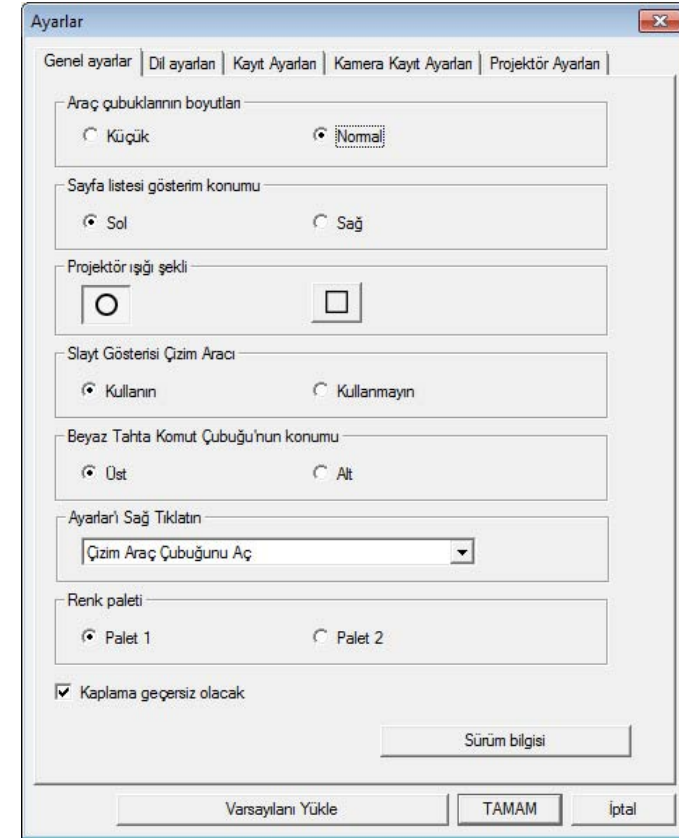 Ayarlar
Genel ayarlar Dil ayarları Kayıt Ayarları Kamera Kayıt Ayarları Projektör Ayarları
Araç çubuklarının boyutları
Küçük Normal
Sayfa listesi gösterim konumu
Sol Sağ
Projektör ışığı şekli
Slayt Gösterisi Çizim Aracı
Kullanın Kullanmayın
Beyaz Tahta Komut Çubuğu'nun konumu
Üst Alt
Ayarlar'ı Sağ Tıklatın
Çizim Araç Çubuğunu Aç
Renk paleti
Palet 1 Palet 2
Kaplama geçersiz olacak
Sürüm bilgisi
Varsayılanı Yükle TAMAM İptal